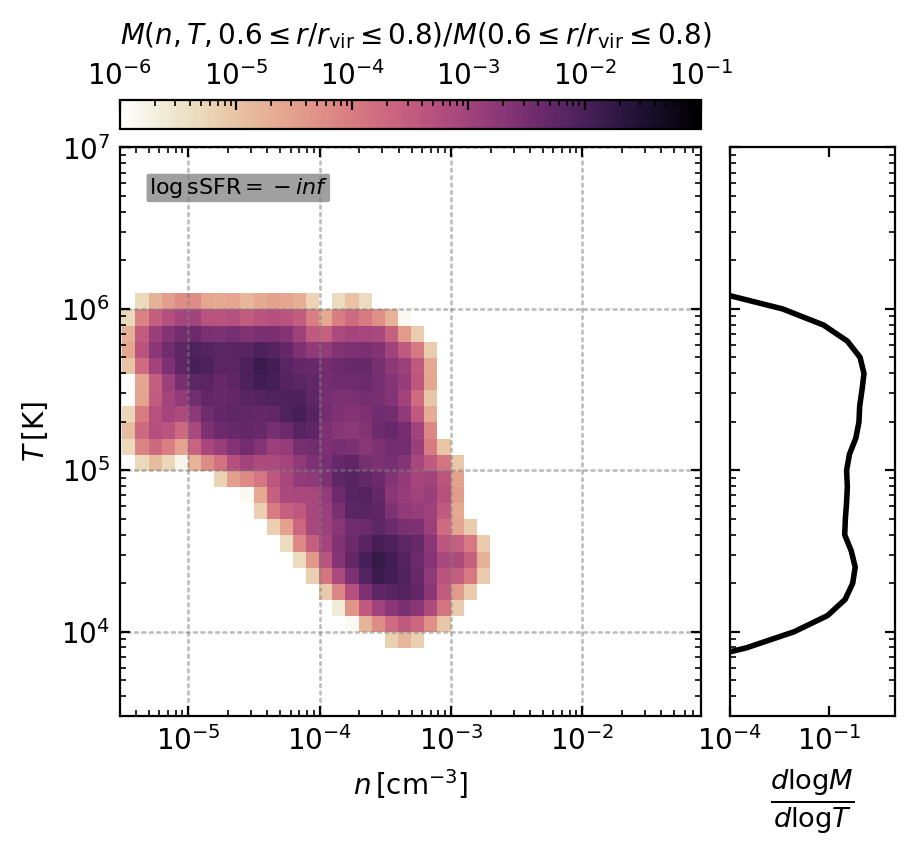 M(n, T, 0.6 ≤ r/r_vir ≤ 0.8)/M(0.6 ≤ r/r_vir ≤ 0.8)
10^−6 10^−5 10^−4 10^−3 10^−2 10^−1
log sSFR = −inf
10^7
10^6
10^5
10^4
T [K]
10^−5 10^−4 10^−3 10^−2
n [cm^−3]
10^−4 10^−1
dlogM
dlogT